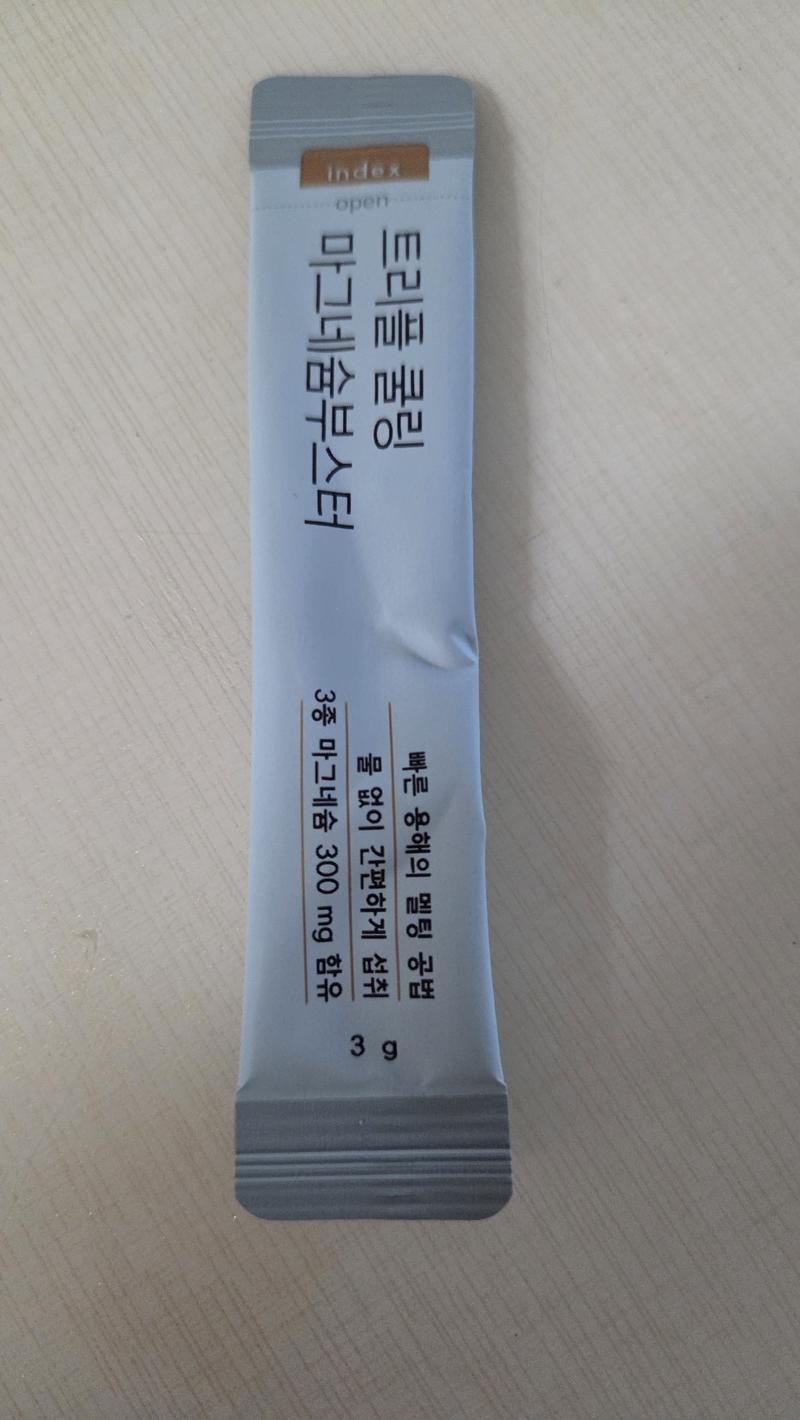 index
open
트리플 쿨링
마그네슘부스터
빠른 용해의 멜팅 공법
물 없이 간편하게 섭취
3종 마그네슘 300 mg 함유
3 g